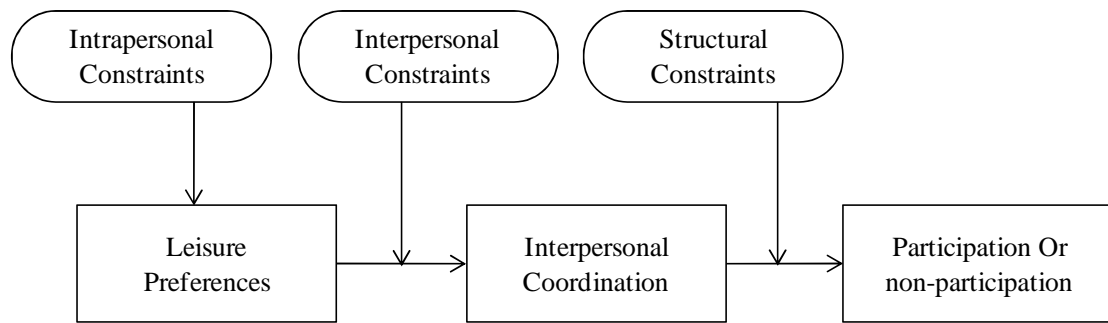 Intrapersonal
Constraints
Interpersonal
Constraints
Structural
Constraints
Leisure
Preferences
Interpersonal
Coordination
Participation Or
non-participation